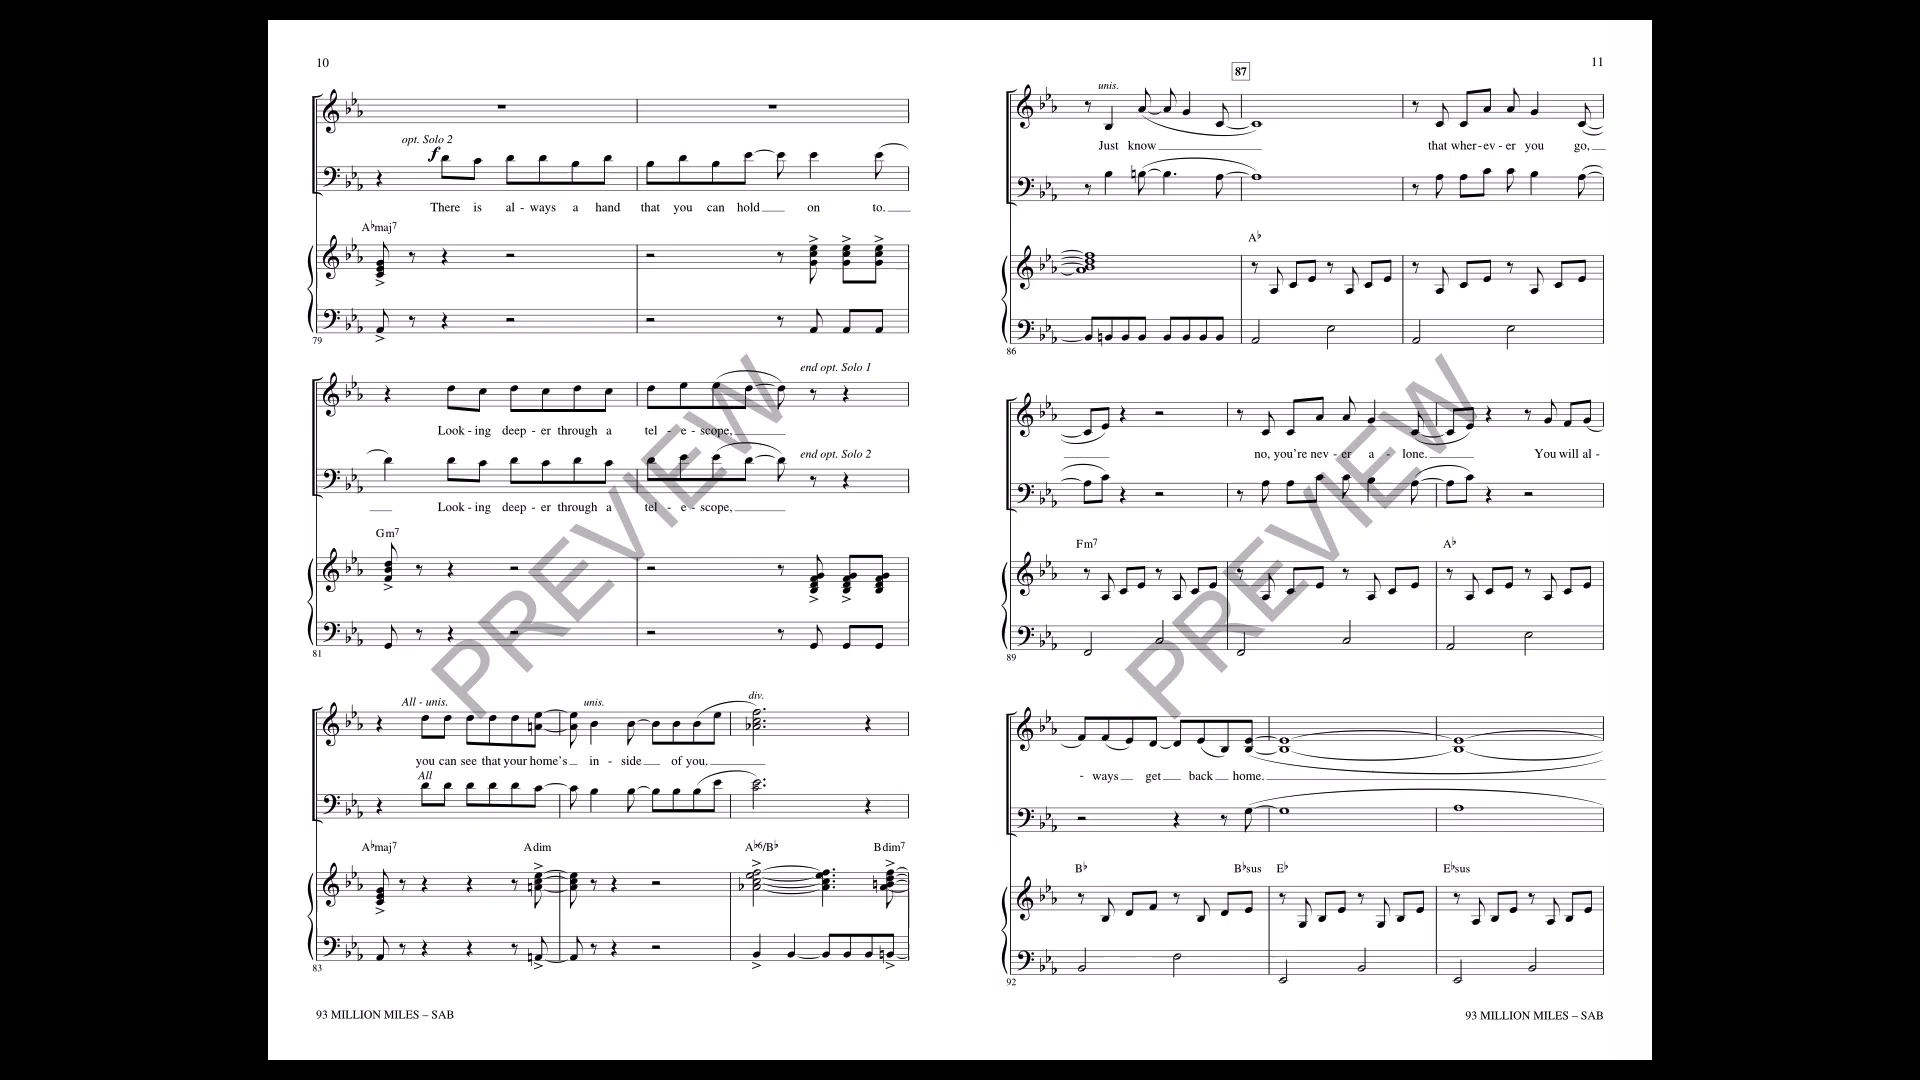 10
opt. Solo 2
f
There is al - ways a hand that you can hold on to.
A♭maj7
79
end opt. Solo 1
Look - ing deep - er through a tel - e - scope,
end opt. Solo 2
Look - ing deep - er through a tel - e - scope,
Gm7
81
All - unis. unis. div.
you can see that your home's in - side of you.
All
A♭maj7 Adim A♭6/B♭ Bdim7
83
93 MILLION MILES – SAB
PREVIEW
11
87
unis.
Just know that wher - ev - er you go,
A♭
86
no, you're nev - er a - lone. You will al -
Fm7 A♭
89
- ways get back home.
B♭ B♭sus E♭ E♭sus
92
93 MILLION MILES – SAB
PREVIEW